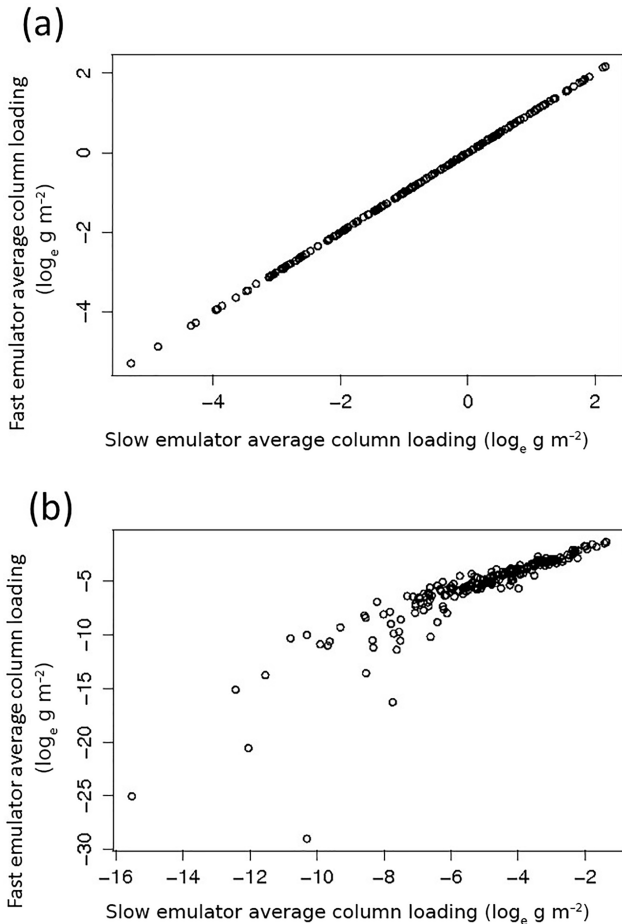 (a)
Fast emulator average column loading
(logₑ g m⁻²)
2
0
−2
−4
−4 −2 0 2
Slow emulator average column loading (logₑ g m⁻²)
(b)
Fast emulator average column loading
(logₑ g m⁻²)
−5
−10
−15
−20
−25
−30
−16 −14 −12 −10 −8 −6 −4 −2
Slow emulator average column loading (logₑ g m⁻²)